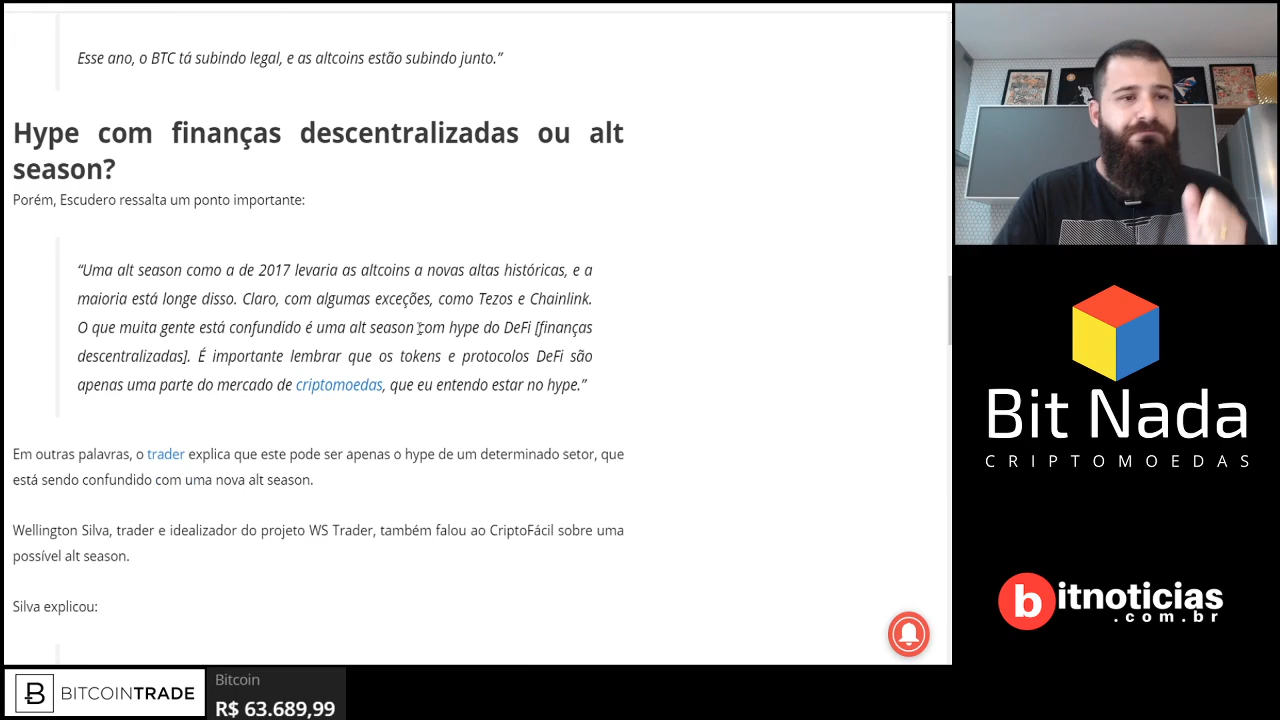 Esse ano, o BTC tá subindo legal, e as altcoins estão subindo junto.”
Hype com finanças descentralizadas ou alt
season?
Porém, Escudero ressalta um ponto importante:
“Uma alt season como a de 2017 levaria as altcoins a novas altas históricas, e a
maioria está longe disso. Claro, com algumas exceções, como Tezos e Chainlink.
O que muita gente está confundido é uma alt season com hype do DeFi [finanças
descentralizadas]. É importante lembrar que os tokens e protocolos DeFi são
apenas uma parte do mercado de criptomoedas, que eu entendo estar no hype.”
Em outras palavras, o trader explica que este pode ser apenas o hype de um determinado setor, que
está sendo confundido com uma nova alt season.
Wellington Silva, trader e idealizador do projeto WS Trader, também falou ao CriptoFácil sobre uma
possível alt season.
Silva explicou:
Bit Nada
CRIPTOMOEDAS
bitnoticias
.com.br
BITCOINTRADE
Bitcoin
R$ 63.689,99